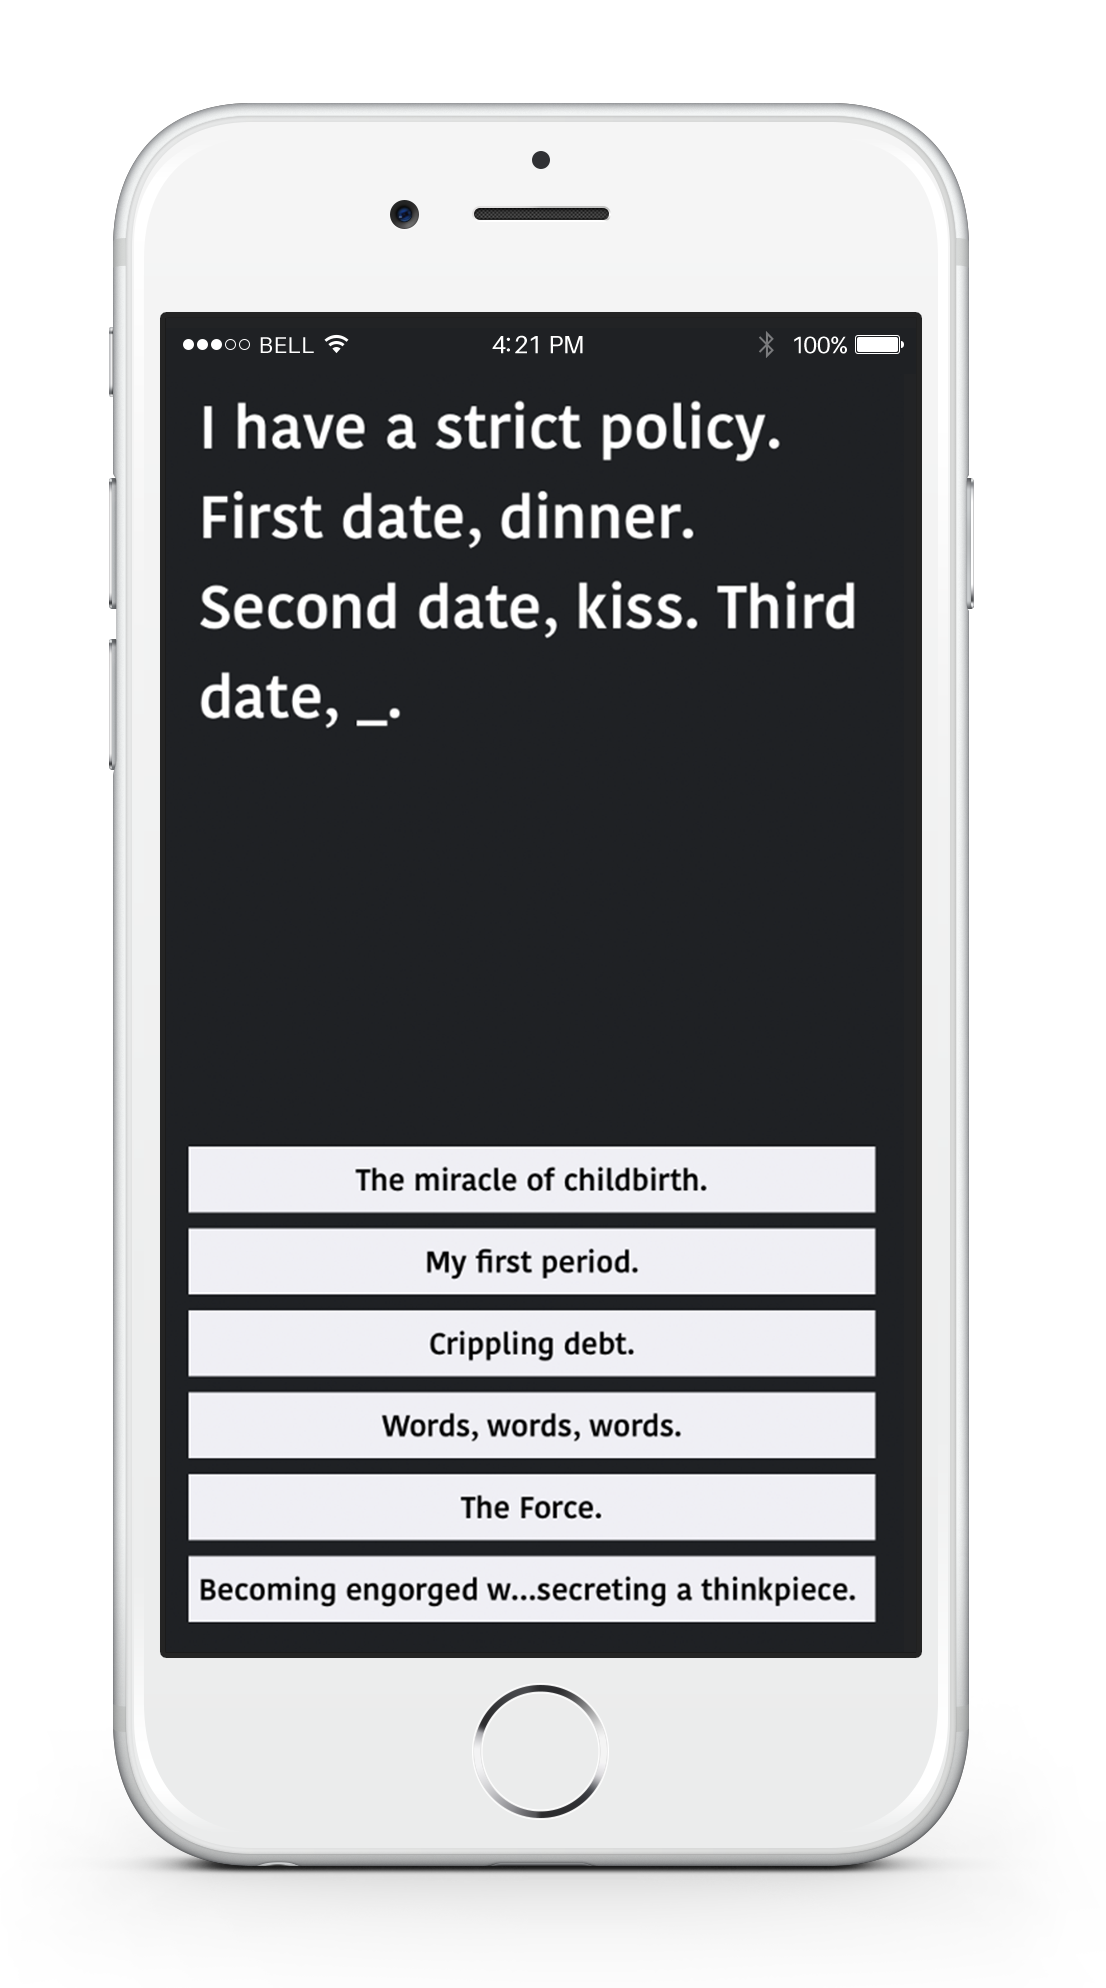 BELL 4:21 PM 100%
I have a strict policy.
First date, dinner.
Second date, kiss. Third
date, _.
The miracle of childbirth.
My first period.
Crippling debt.
Words, words, words.
The Force.
Becoming engorged w...secreting a thinkpiece.